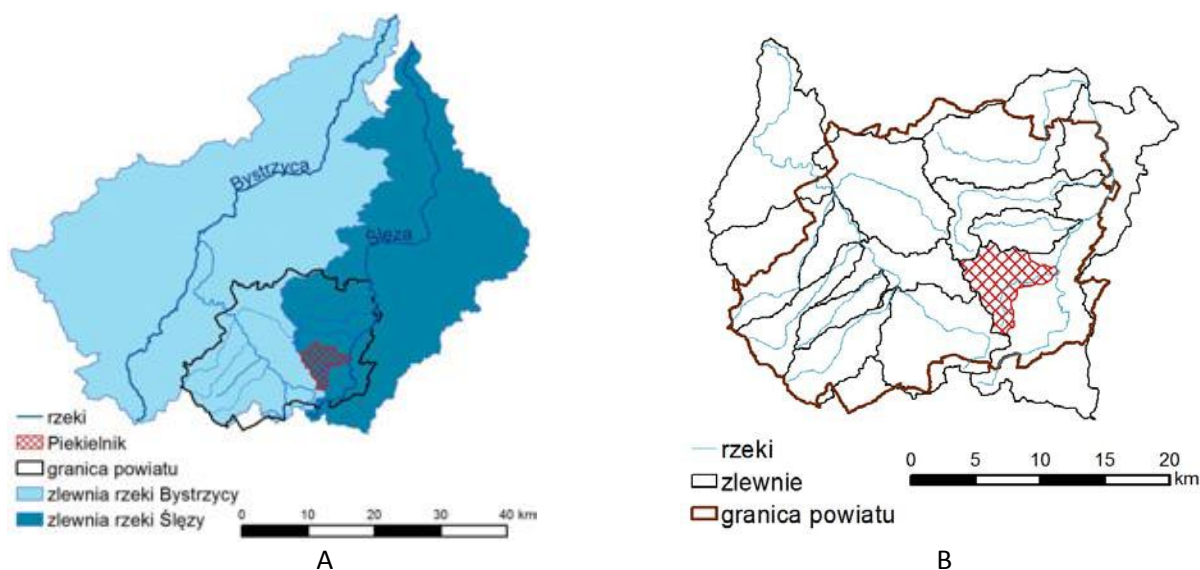 Bystrzyca
Ślęza
rzeki
Piekielnik
granica powiatu
zlewnia rzeki Bystrzycy
zlewnia rzeki Ślęzy
0 10 20 30 40 km
A
rzeki
zlewnie
granica powiatu
0 5 10 15 20
km
B